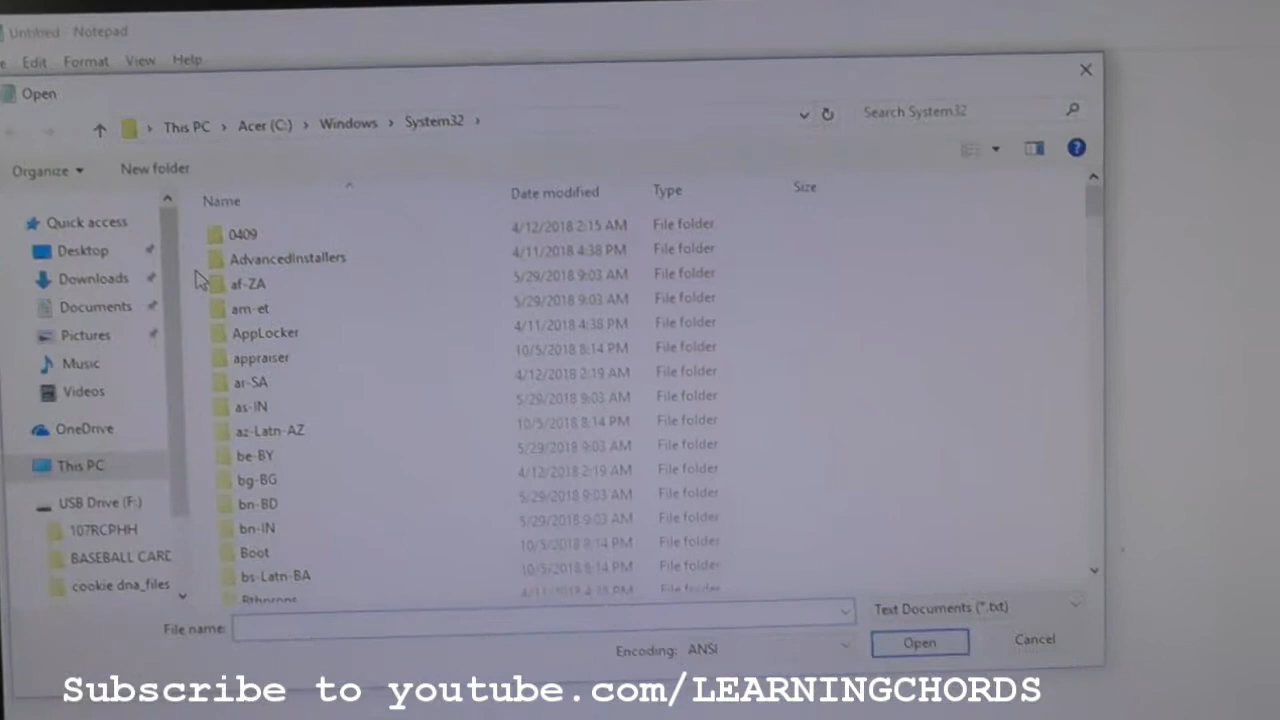 Untitled - Notepad
Edit Format View Help
Open
This PC > Acer (C:) > Windows > System32 >
Search System32
Organize New folder
Name Date modified Type Size
Quick access
Desktop
Downloads
Documents
Pictures
Music
Videos
OneDrive
This PC
USB Drive (F:)
107RCPHH
BASEBALL CARD
cookie dna_files
0409 4/12/2018 2:15 AM File folder
AdvancedInstallers 4/11/2018 4:38 PM File folder
af-ZA 5/29/2018 9:03 AM File folder
am-et 5/29/2018 9:03 AM File folder
AppLocker 4/11/2018 4:38 PM File folder
appraiser 10/5/2018 8:14 PM File folder
ar-SA 4/12/2018 2:19 AM File folder
as-IN 5/29/2018 9:03 AM File folder
az-Latn-AZ 10/5/2018 8:14 PM File folder
be-BY 5/29/2018 9:03 AM File folder
bg-BG 4/12/2018 2:19 AM File folder
bn-BD 5/29/2018 9:03 AM File folder
bn-IN 5/29/2018 9:03 AM File folder
Boot 10/5/2018 8:14 PM File folder
bs-Latn-BA 10/5/2018 8:14 PM File folder
4/11/2018 4:38 PM File folder
File name: Text Documents (*.txt)
Encoding: ANSI Open Cancel
Subscribe to youtube.com/LEARNINGCHORDS